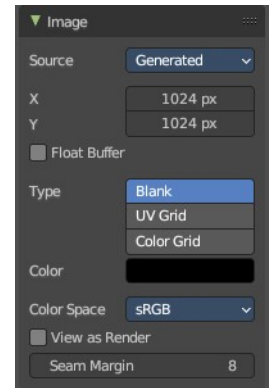 Image
Source Generated
X 1024 px
Y 1024 px
Float Buffer
Type Blank
UV Grid
Color Grid
Color
Color Space sRGB
View as Render
Seam Margin 8